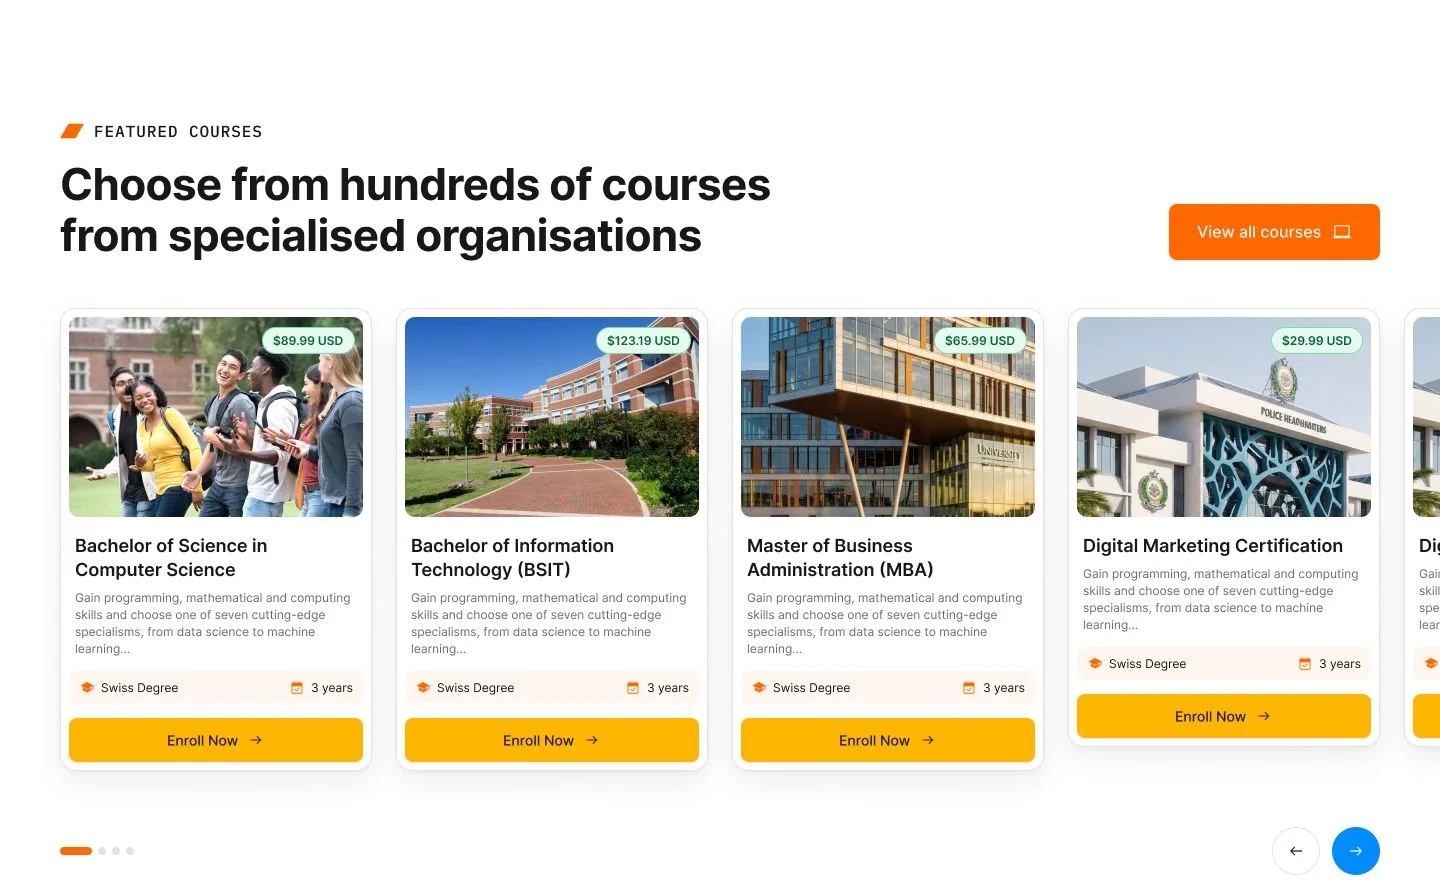 FEATURED COURSES
Choose from hundreds of courses
from specialised organisations
View all courses
$89.99 USD
Bachelor of Science in
Computer Science
Gain programming, mathematical and computing
skills and choose one of seven cutting-edge
specialisms, from data science to machine
learning...
Swiss Degree
3 years
Enroll Now
$123.19 USD
Bachelor of Information
Technology (BSIT)
Gain programming, mathematical and computing
skills and choose one of seven cutting-edge
specialisms, from data science to machine
learning...
Swiss Degree
3 years
Enroll Now
$65.99 USD
UNIVERSITY
Master of Business
Administration (MBA)
Gain programming, mathematical and computing
skills and choose one of seven cutting-edge
specialisms, from data science to machine
learning...
Swiss Degree
3 years
Enroll Now
$29.99 USD
Digital Marketing Certification
Gain programming, mathematical and computing
skills and choose one of seven cutting-edge
specialisms, from data science to machine
learning...
Swiss Degree
3 years
Enroll Now